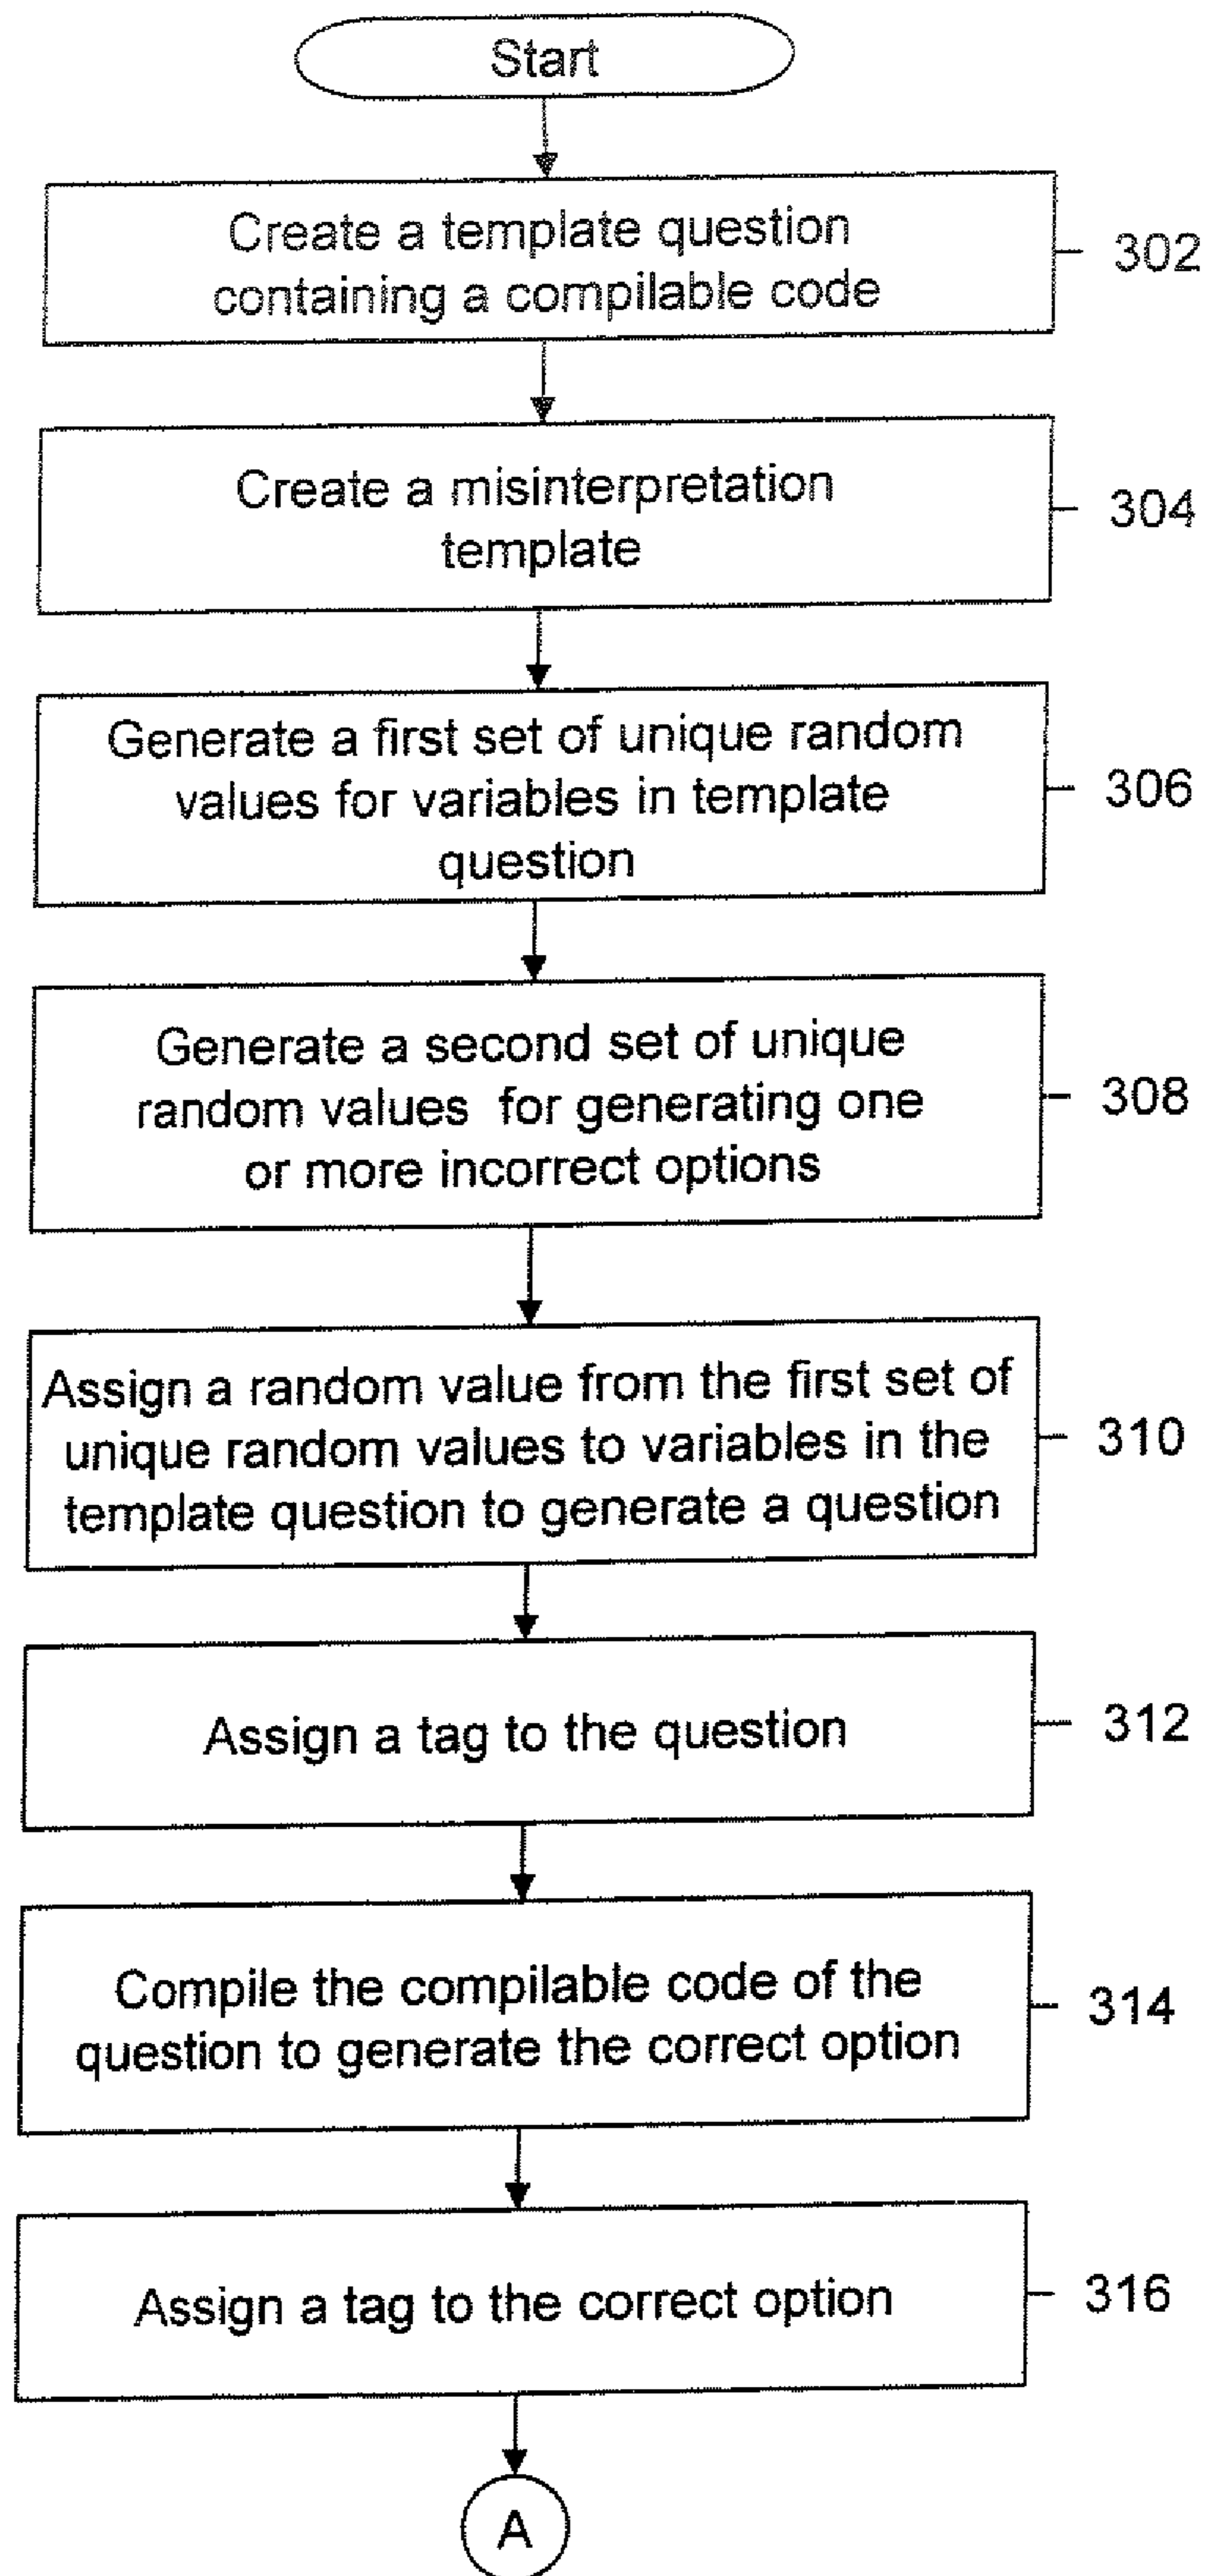 Start
Create a template question
containing a compilable code
302
Create a misinterpretation
template
304
Generate a first set of unique random
values for variables in template
question
306
Generate a second set of unique
random values for generating one
or more incorrect options
308
Assign a random value from the first set of
unique random values to variables in the
template question to generate a question
310
Assign a tag to the question
312
Compile the compilable code of the
question to generate the correct option
314
Assign a tag to the correct option
316
A